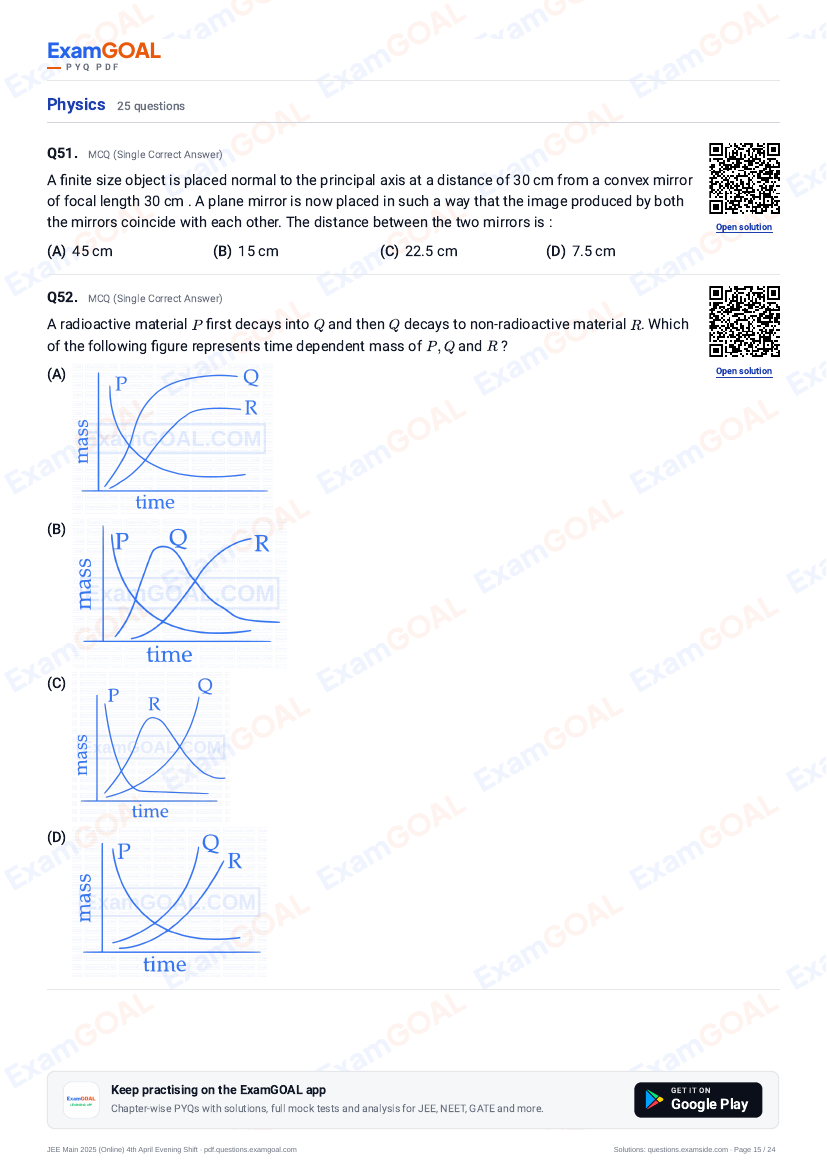 ExamGOAL
PYQ PDF
Physics 25 questions
Q51. MCQ (Single Correct Answer)
A finite size object is placed normal to the principal axis at a distance of 30 cm from a convex mirror
of focal length 30 cm . A plane mirror is now placed in such a way that the image produced by both
the mirrors coincide with each other. The distance between the two mirrors is :
Open solution
(A) 45 cm (B) 15 cm (C) 22.5 cm (D) 7.5 cm
Q52. MCQ (Single Correct Answer)
A radioactive material P first decays into Q and then Q decays to non-radioactive material R. Which
of the following figure represents time dependent mass of P, Q and R ?
Open solution
(A)
P
Q
R
mass
ExamGOAL.COM
time
(B)
P
Q
R
mass
ExamGOAL.COM
time
(C)
P
R
Q
mass
ExamGOAL.COM
time
(D)
P
Q
R
mass
ExamGOAL.COM
time
Keep practising on the ExamGOAL app
Chapter-wise PYQs with solutions, full mock tests and analysis for JEE, NEET, GATE and more.
ExamGOAL
GET IT ON
Google Play
JEE Main 2025 (Online) 4th April Evening Shift · pdf.questions.examgoal.com
Solutions: questions.examside.com · Page 15 / 24